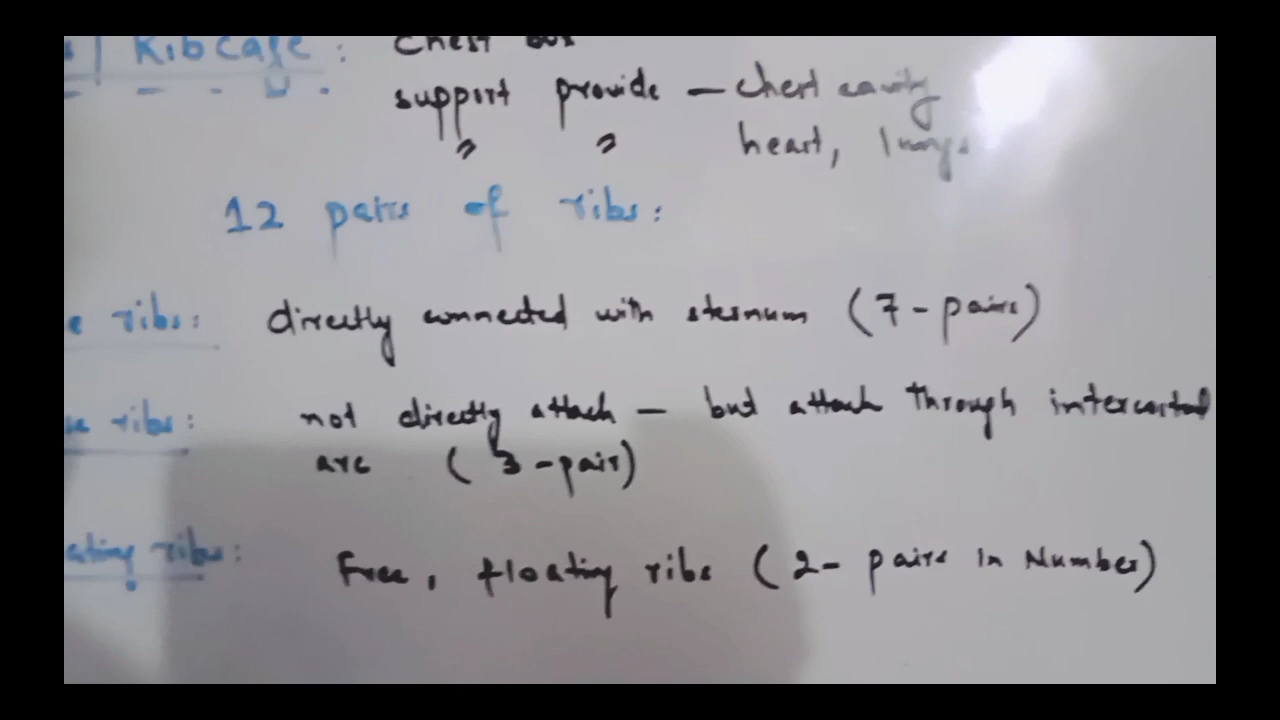 | Ribcage: Chest box
support provide - chest cavity
" " heart, lungs
12 pairs of ribs:
e ribs: directly connected with sternum (7-pairs)
se ribs: not directly attach - but attach through intercostal
arc (3-pair)
ating ribs: Free, floating ribs (2- pairs in Number)